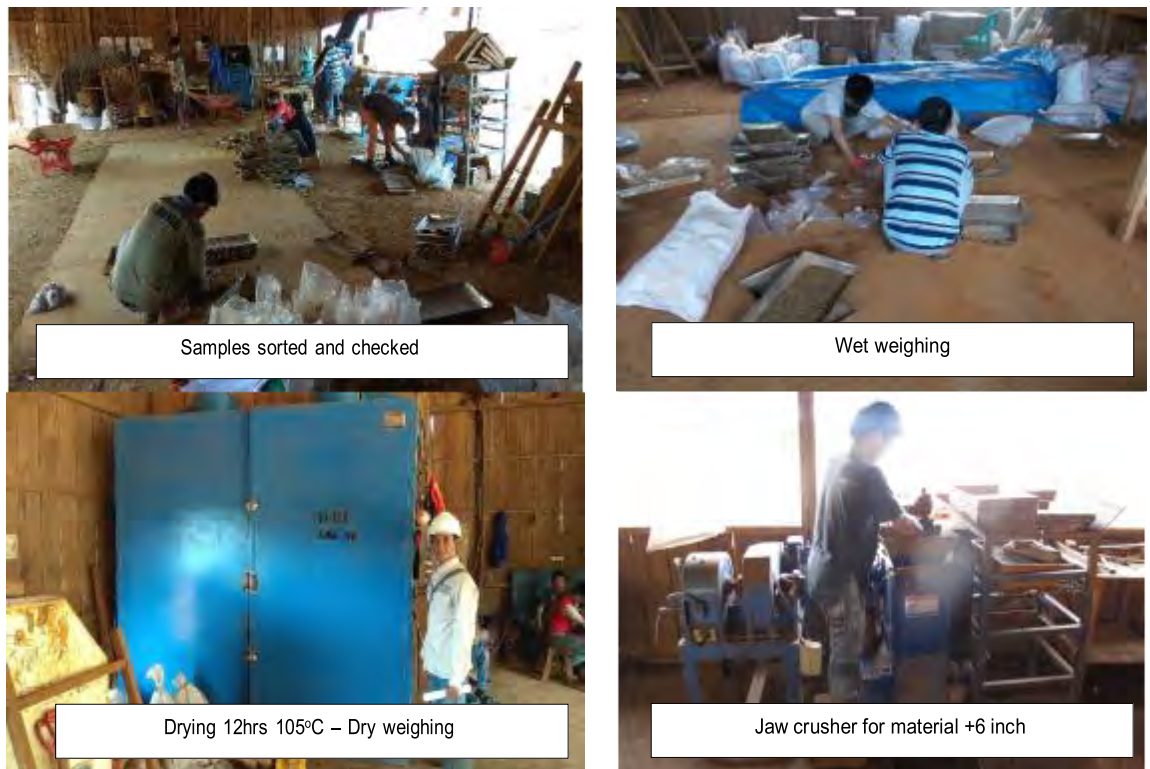 Samples sorted and checked
Wet weighing
Drying 12hrs 105°C – Dry weighing
Jaw crusher for material +6 inch